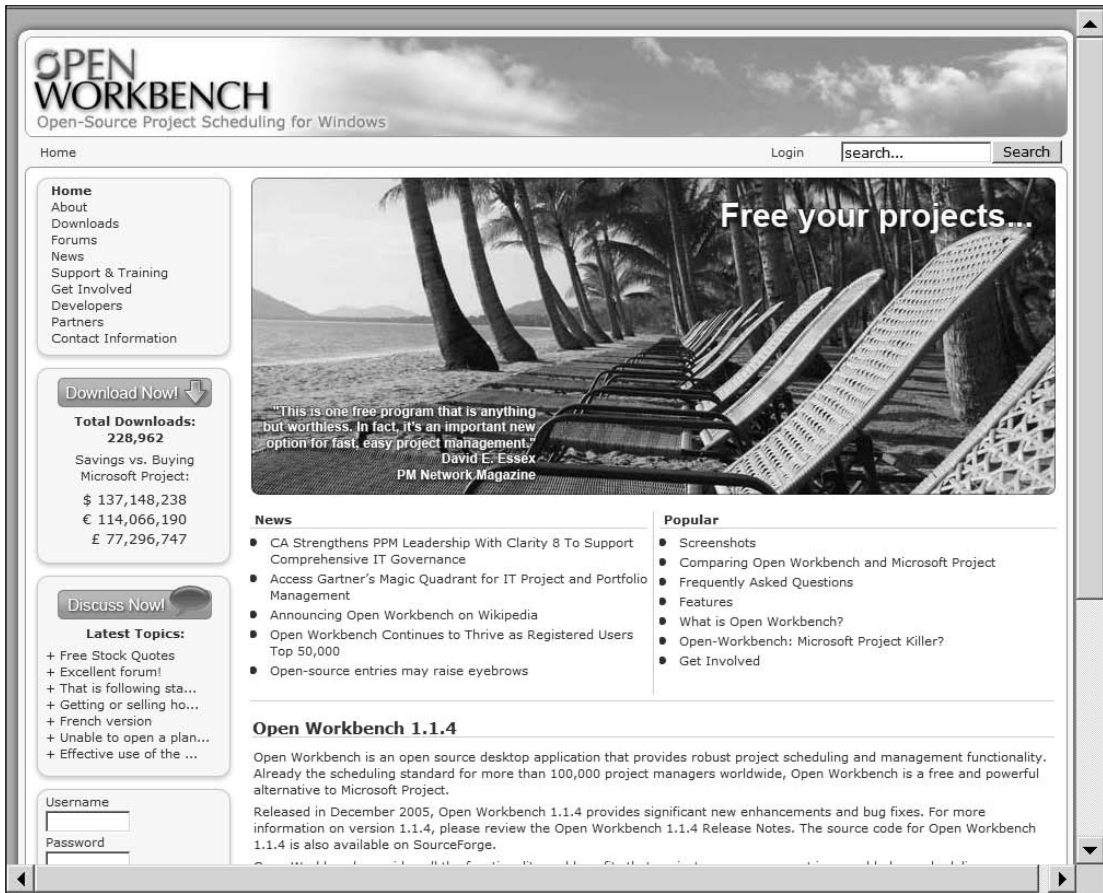 OPEN
WORKBENCH
Open-Source Project Scheduling for Windows
Home
Login
search...
Search
Home
About
Downloads
Forums
News
Support & Training
Get Involved
Developers
Partners
Contact Information
Download Now!
Total Downloads:
228,962
Savings vs. Buying
Microsoft Project:
$ 137,148,238
€ 114,066,190
£ 77,296,747
Discuss Now!
Latest Topics:
+ Free Stock Quotes
+ Excellent forum!
+ That is following sta...
+ Getting or selling ho...
+ French version
+ Unable to open a plan...
+ Effective use of the ...
Username
Password
Free your projects...
"This is one free program that is anything
but worthless. In fact, it's an important new
option for fast, easy project management."
David E. Essex
PM Network Magazine
News
CA Strengthens PPM Leadership With Clarity 8 To Support
Comprehensive IT Governance
Access Gartner's Magic Quadrant for IT Project and Portfolio
Management
Announcing Open Workbench on Wikipedia
Open Workbench Continues to Thrive as Registered Users
Top 50,000
Open-source entries may raise eyebrows
Popular
Screenshots
Comparing Open Workbench and Microsoft Project
Frequently Asked Questions
Features
What is Open Workbench?
Open-Workbench: Microsoft Project Killer?
Get Involved
Open Workbench 1.1.4
Open Workbench is an open source desktop application that provides robust project scheduling and management functionality.
Already the scheduling standard for more than 100,000 project managers worldwide, Open Workbench is a free and powerful
alternative to Microsoft Project.
Released in December 2005, Open Workbench 1.1.4 provides significant new enhancements and bug fixes. For more
information on version 1.1.4, please review the Open Workbench 1.1.4 Release Notes. The source code for Open Workbench
1.1.4 is also available on SourceForge.